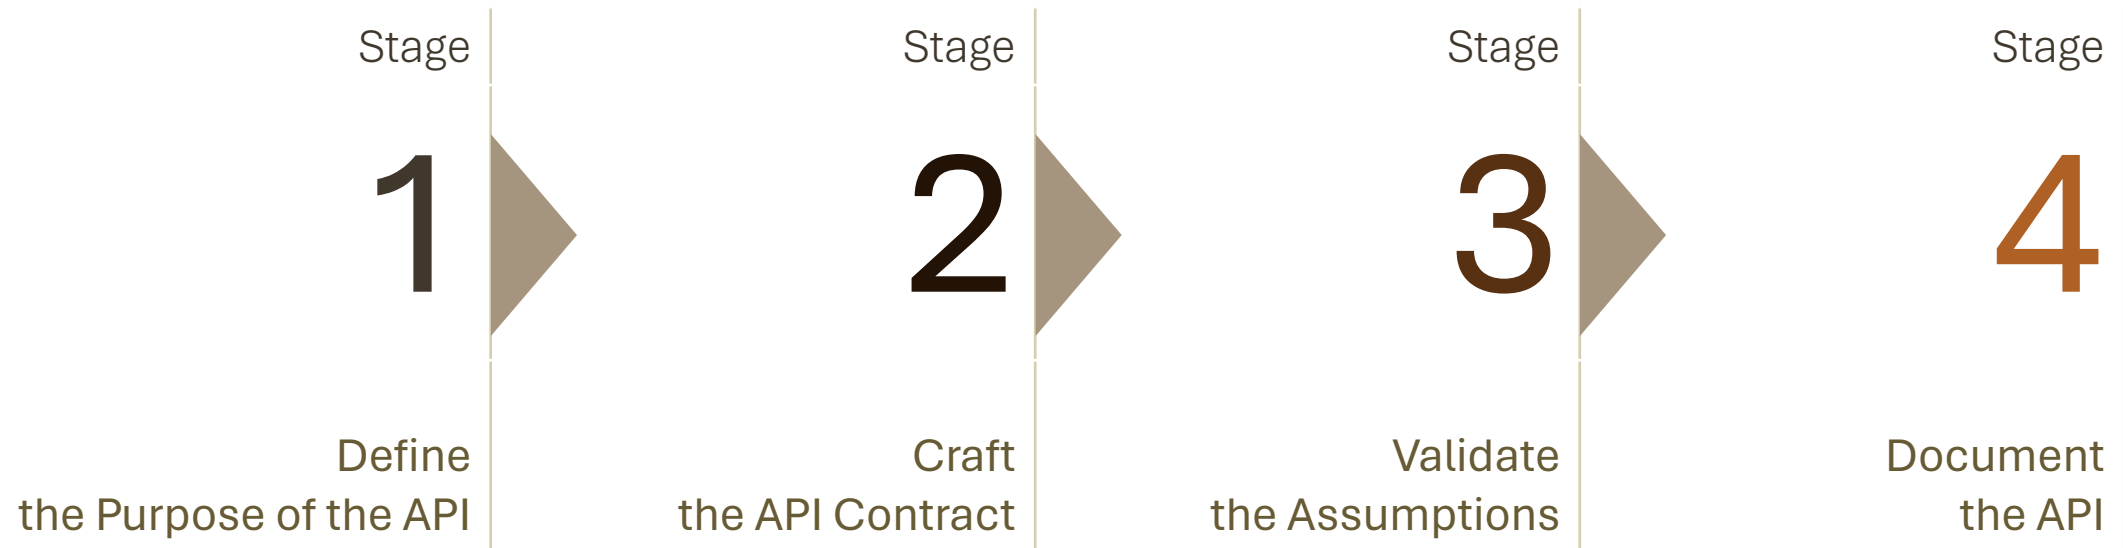 Stage
1
Define
the Purpose of the API
Stage
2
Craft
the API Contract
Stage
3
Validate
the Assumptions
Stage
4
Document
the API